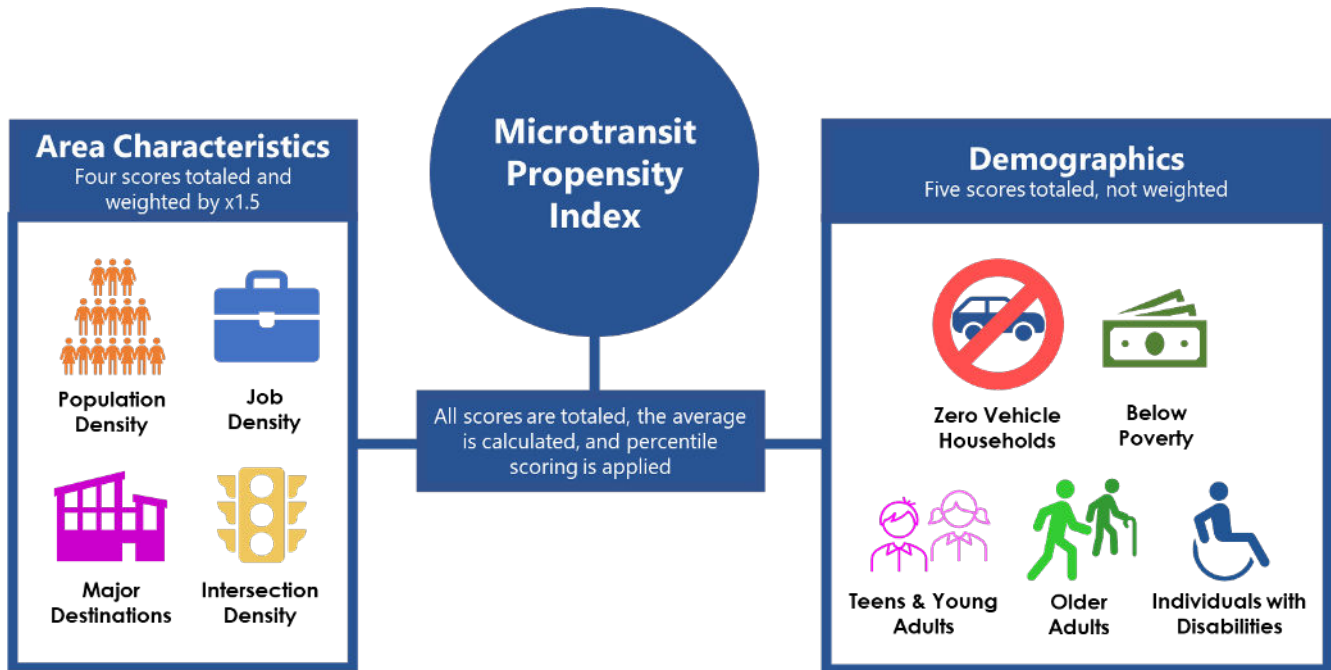 Microtransit
Propensity
Index
Area Characteristics
Four scores totaled and
weighted by x1.5
Population
Density
Job
Density
Major
Destinations
Intersection
Density
All scores are totaled, the average
is calculated, and percentile
scoring is applied
Demographics
Five scores totaled, not weighted
Zero Vehicle
Households
Below
Poverty
Teens & Young
Adults
Older
Adults
Individuals with
Disabilities